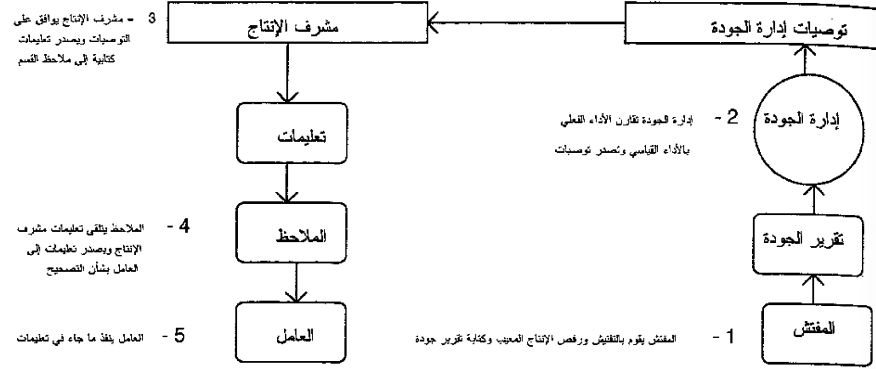 توصيات إدارة الجودة
مشرف الإنتاج
3 - مشرف الإنتاج يوافق على
التوصيات ويصدر تعليمات
كتابية إلى ملاحظ القسم
إدارة الجودة
2 - إدارة الجودة تقارن الأداء الفعلي
بالأداء القياسي وتصدر توصيات
تعليمات
تقرير الجودة
الملاحظ
4 - الملاحظ يتلقى تعليمات مشرف
الإنتاج ويصدر تعليمات إلى
العامل بشأن التصحيح
المفتش
1 - المفتش يقوم بالتفتيش ورفض الإنتاج المعيب وكتابة تقرير جودة
العامل
5 - العامل ينفذ ما جاء في تعليمات